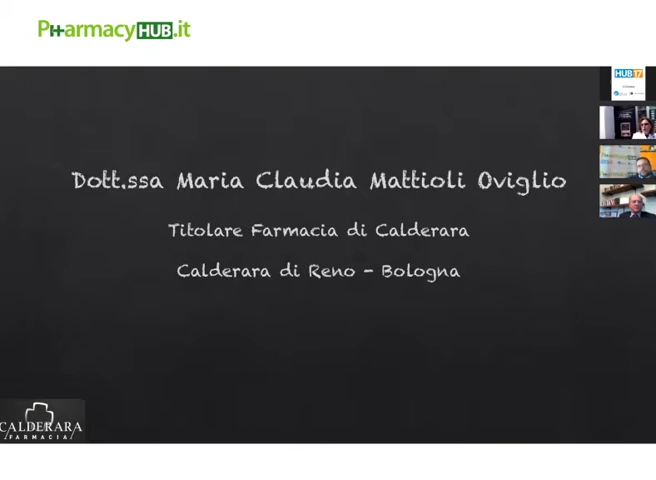 PharmacyHUB.it
HUB17
Dott.ssa Maria Claudia Mattioli Oviglio
Titolare Farmacia di Calderara
Calderara di Reno - Bologna
CALDERARA
FARMACIA